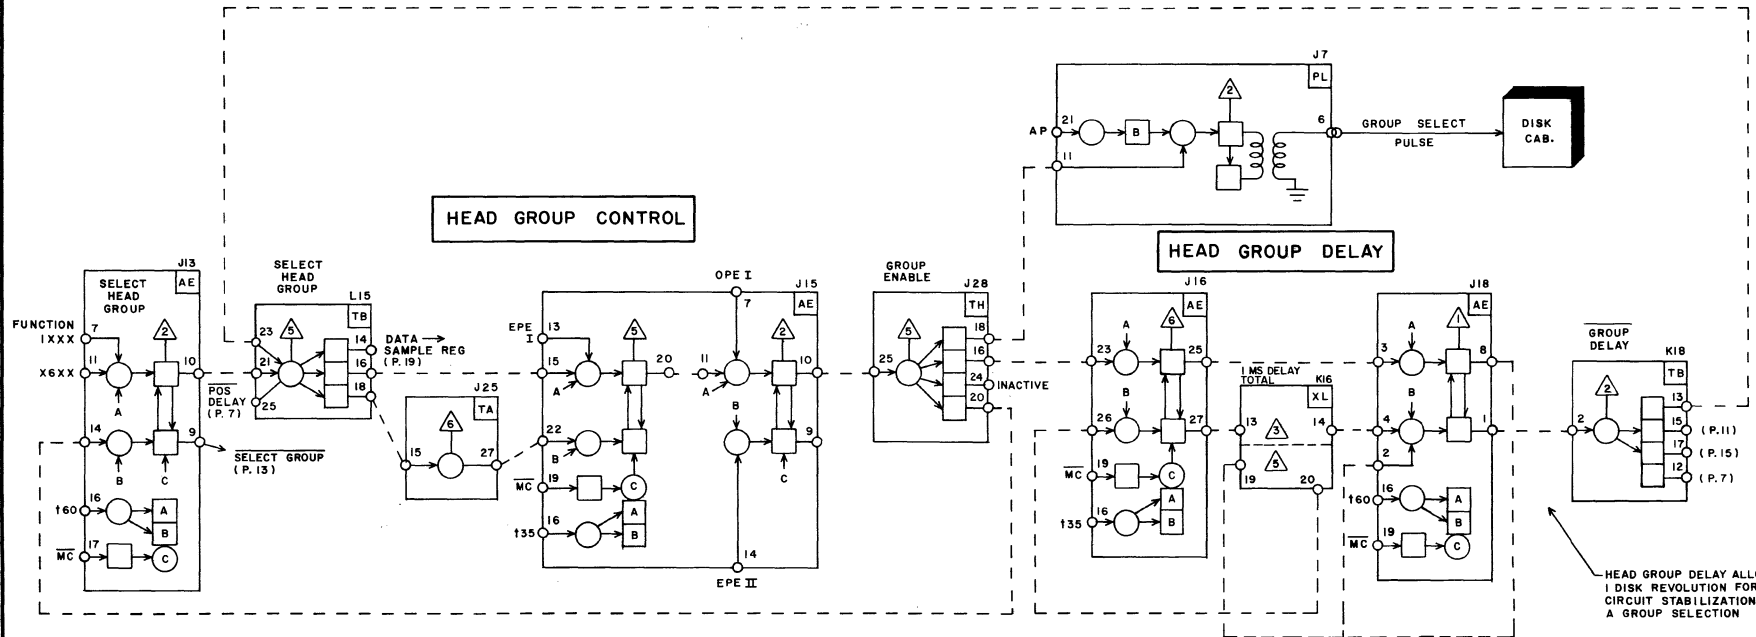 HEAD GROUP CONTROL
HEAD GROUP DELAY
J13
AE
SELECT
HEAD
GROUP
2
FUNCTION
1XXX
7
11
X6XX
10
A
14
9
B
C
SELECT GROUP
(P. 13)
16
t60
A
B
MC
17
C
SELECT
HEAD
GROUP
L15
TB
23
5
21
25
14
16
18
POS
DELAY
(P. 7)
DATA
SAMPLE REG
(P. 19)
J25
TA
6
15
27
OPE I
J15
AE
7
EPE
I
13
5
2
15
A
20
11
A
10
22
B
B
9
C
MC
19
C
A
B
16
t35
14
EPE II
GROUP
ENABLE
J28
TH
5
25
18
16
24
INACTIVE
20
J7
PL
2
AP
21
B
11
6
GROUP SELECT
PULSE
DISK
CAB.
J16
AE
A
6
23
25
B
26
27
MC
19
C
A
B
16
t35
1 MS DELAY
TOTAL
K16
XL
13
3
14
5
19
20
J18
AE
A
1
3
8
B
4
1
2
16
t60
A
B
19
MC
C
GROUP
DELAY
K18
TB
2
2
13
15
(P. 11)
17
(P. 15)
12
(P. 7)
HEAD GROUP DELAY
1 DISK REVOLUTION FOR
CIRCUIT STABILIZATION
A GROUP SELECTION